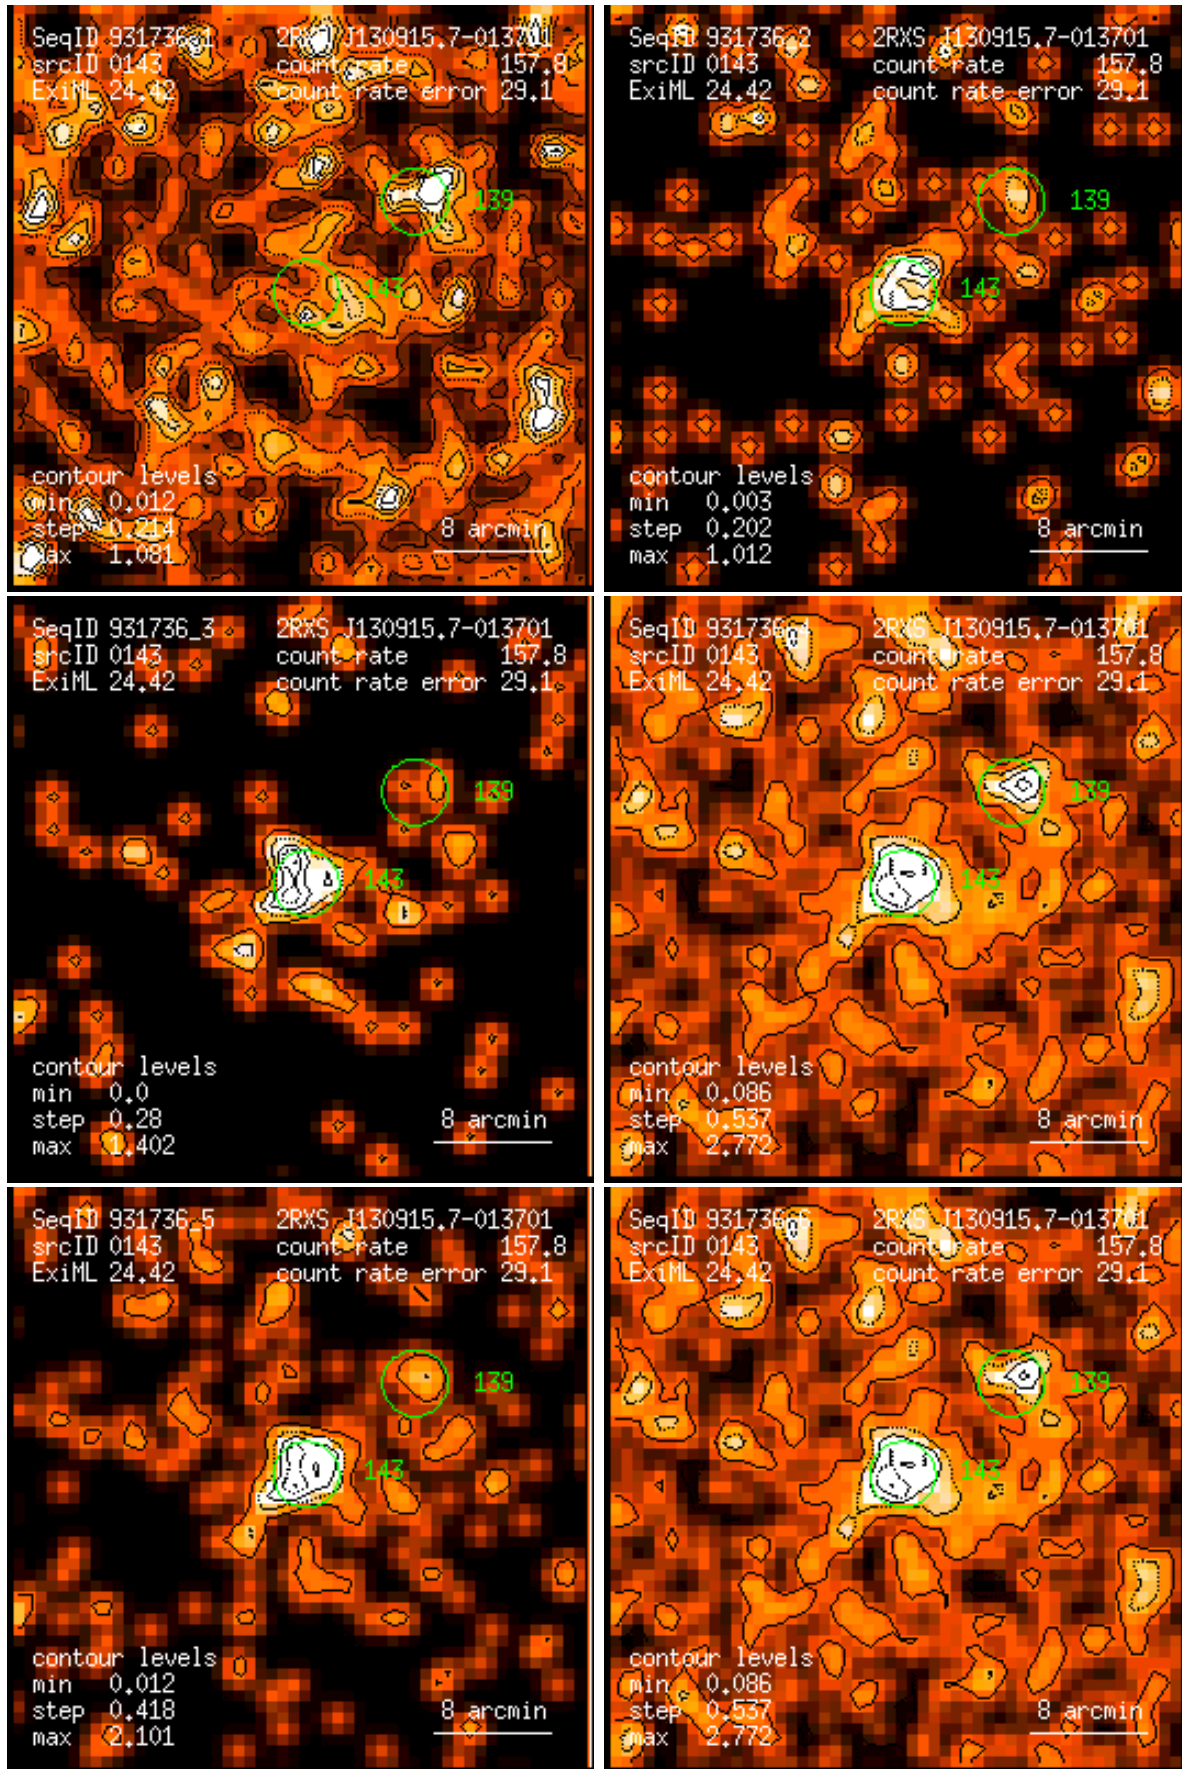 SeqID 931736_1 2RXS J130915.7-013701
srcID 0143 count rate 157.8
ExiML 24.42 count rate error 29.1
139
143
contour levels
min 0.012
step 0.214 8 arcmin
max 1.081
SeqID 931736_2 2RXS J130915.7-013701
srcID 0143 count rate 157.8
ExiML 24.42 count rate error 29.1
139
143
contour levels
min 0.003
step 0.202 8 arcmin
max 1.012
SeqID 931736_3 2RXS J130915.7-013701
srcID 0143 count rate 157.8
ExiML 24.42 count rate error 29.1
139
143
contour levels
min 0.0
step 0.28 8 arcmin
max 1.402
SeqID 931736_4 2RXS J130915.7-013701
srcID 0143 count rate 157.8
ExiML 24.42 count rate error 29.1
139
143
contour levels
min 0.086
step 0.537 8 arcmin
max 2.772
SeqID 931736_5 2RXS J130915.7-013701
srcID 0143 count rate 157.8
ExiML 24.42 count rate error 29.1
139
143
contour levels
min 0.012
step 0.418 8 arcmin
max 2.101
SeqID 931736_6 2RXS J130915.7-013701
srcID 0143 count rate 157.8
ExiML 24.42 count rate error 29.1
139
143
contour levels
min 0.086
step 0.537 8 arcmin
max 2.772